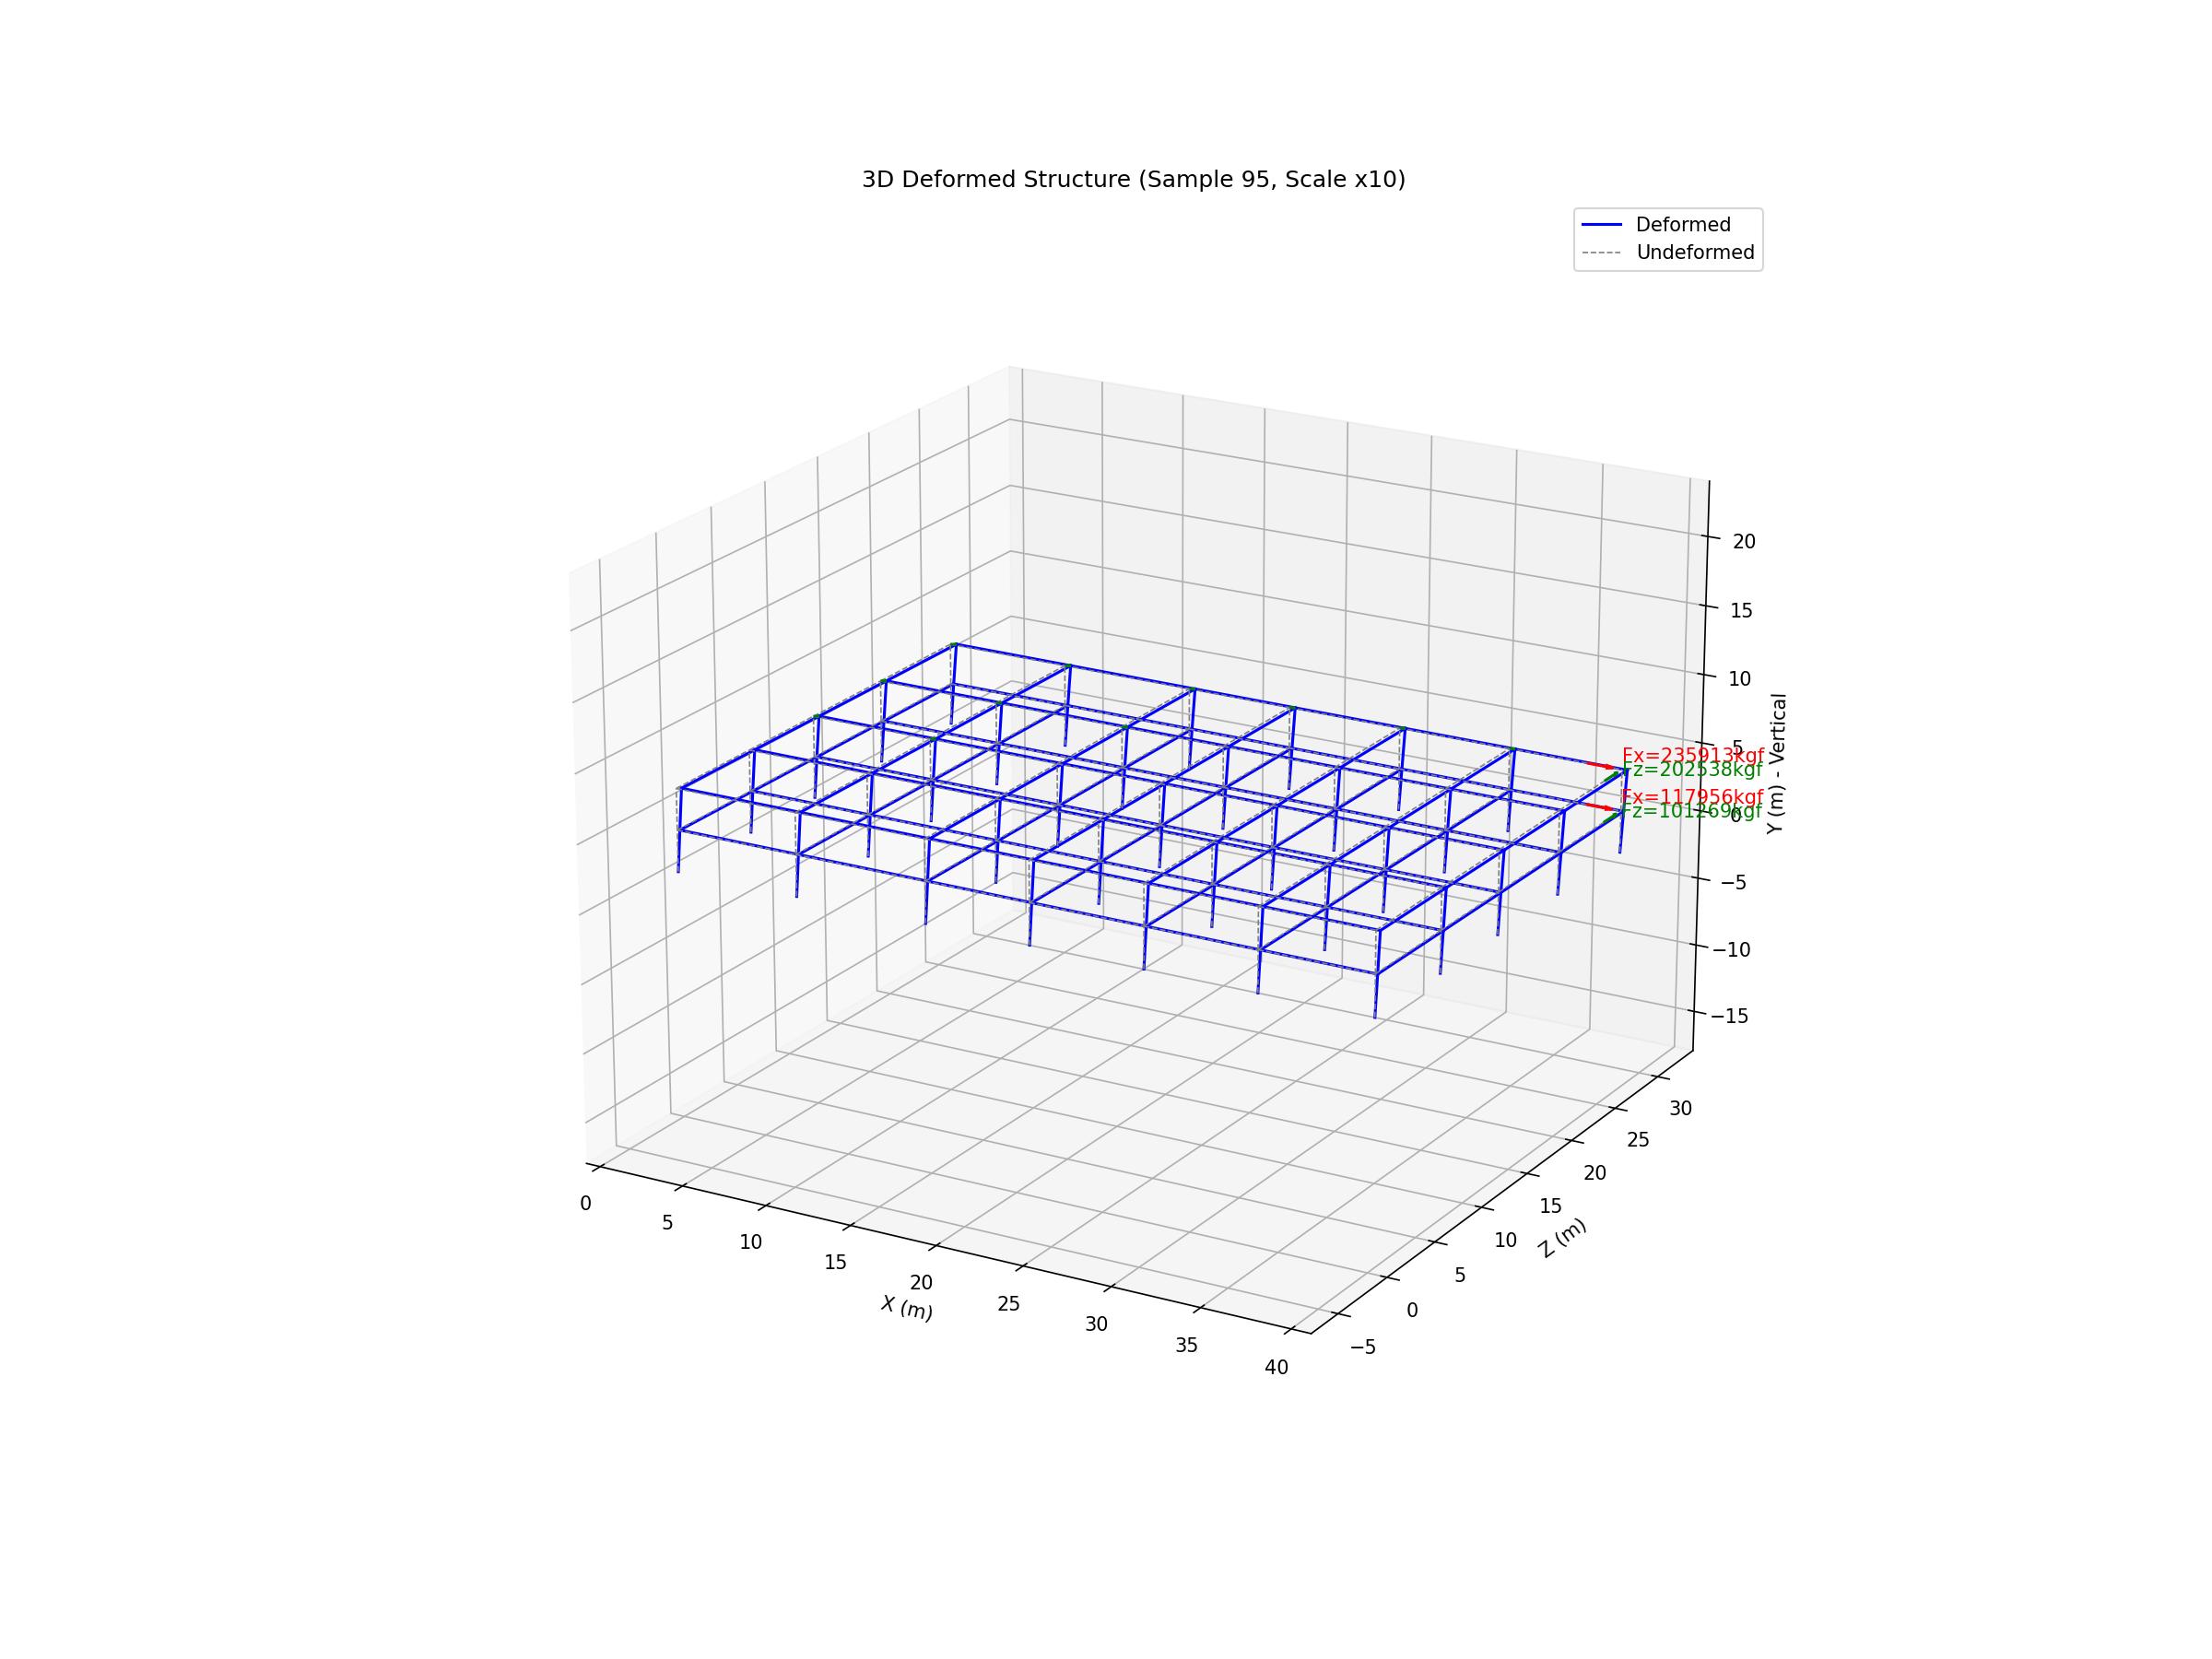 3D Deformed Structure (Sample 95, Scale x10)
Deformed
Undeformed
20
15
10
5
0
−5
−10
−15
Y (m) - Vertical
Fx=235913kgf
Fz=202538kgf
Fx=117956kgf
Fz=101269kgf
30
25
20
15
10
5
0
−5
Z (m)
0
5
10
15
20
25
30
35
40
X (m)